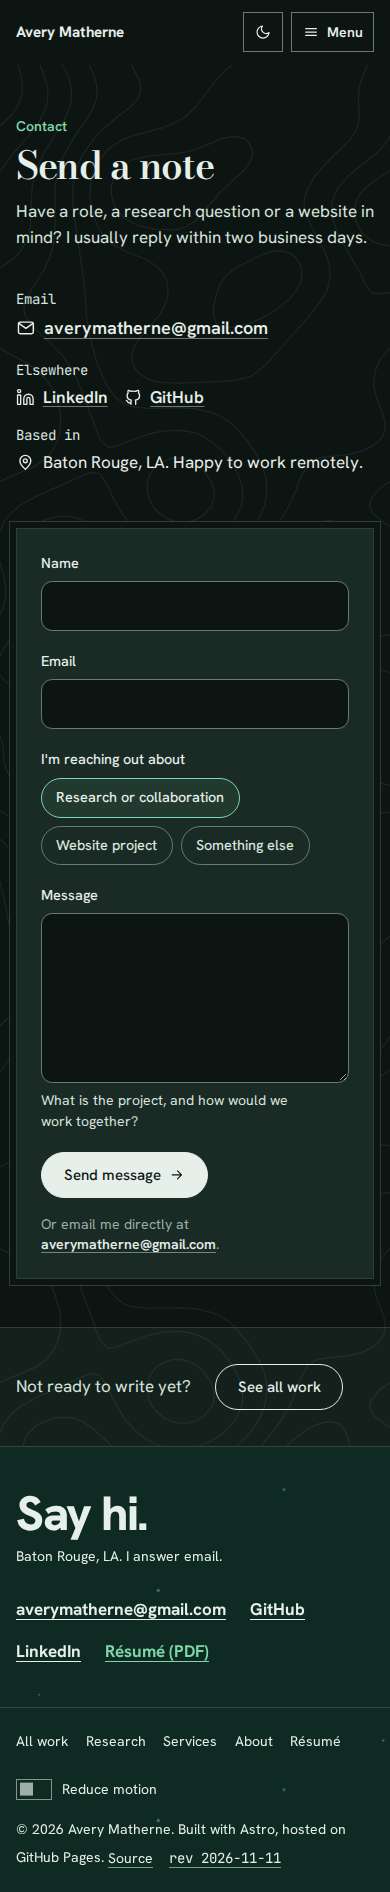 Avery Matherne
Menu
Contact
Send a note
Have a role, a research question or a website in
mind? I usually reply within two business days.
Email
averymatherne@gmail.com
Elsewhere
LinkedIn GitHub
Based in
Baton Rouge, LA. Happy to work remotely.
Name
Email
I'm reaching out about
Research or collaboration
Website project Something else
Message
What is the project, and how would we
work together?
Send message →
Or email me directly at
averymatherne@gmail.com.
Not ready to write yet? See all work
Say hi.
Baton Rouge, LA. I answer email.
averymatherne@gmail.com GitHub
LinkedIn Résumé (PDF)
All work Research Services About Résumé
Reduce motion
© 2026 Avery Matherne. Built with Astro, hosted on
GitHub Pages. Source rev 2026-11-11